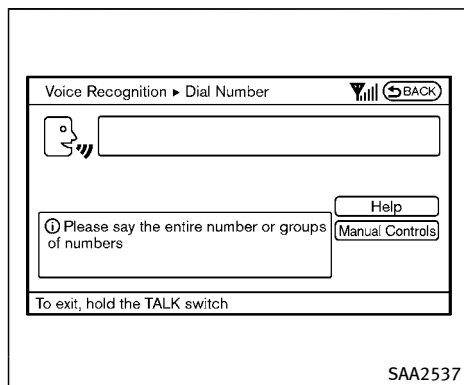 Voice Recognition ▸ Dial Number
BACK
Help
Manual Controls
ⓘ Please say the entire number or groups
of numbers
To exit, hold the TALK switch
SAA2537